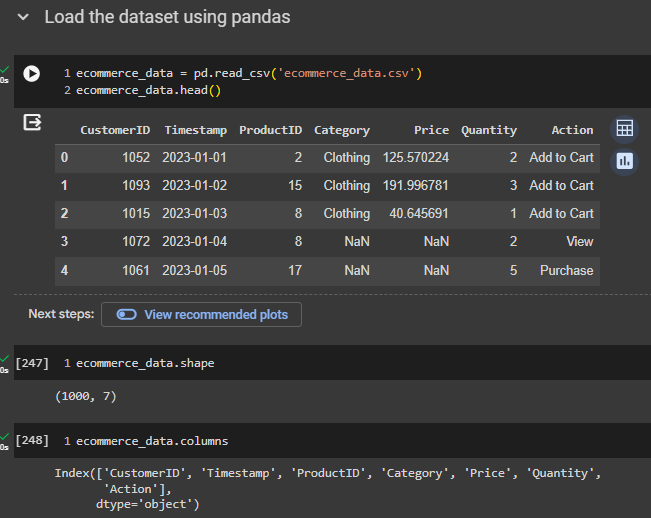 Load the dataset using pandas
0s
1 ecommerce_data = pd.read_csv('ecommerce_data.csv')
2 ecommerce_data.head()
CustomerID Timestamp ProductID Category Price Quantity Action
0 1052 2023-01-01 2 Clothing 125.570224 2 Add to Cart
1 1093 2023-01-02 15 Clothing 191.996781 3 Add to Cart
2 1015 2023-01-03 8 Clothing 40.645691 1 Add to Cart
3 1072 2023-01-04 8 NaN NaN 2 View
4 1061 2023-01-05 17 NaN NaN 5 Purchase
Next steps: View recommended plots
0s
[247] 1 ecommerce_data.shape
(1000, 7)
0s
[248] 1 ecommerce_data.columns
Index(['CustomerID', 'Timestamp', 'ProductID', 'Category', 'Price', 'Quantity',
'Action'],
dtype='object')